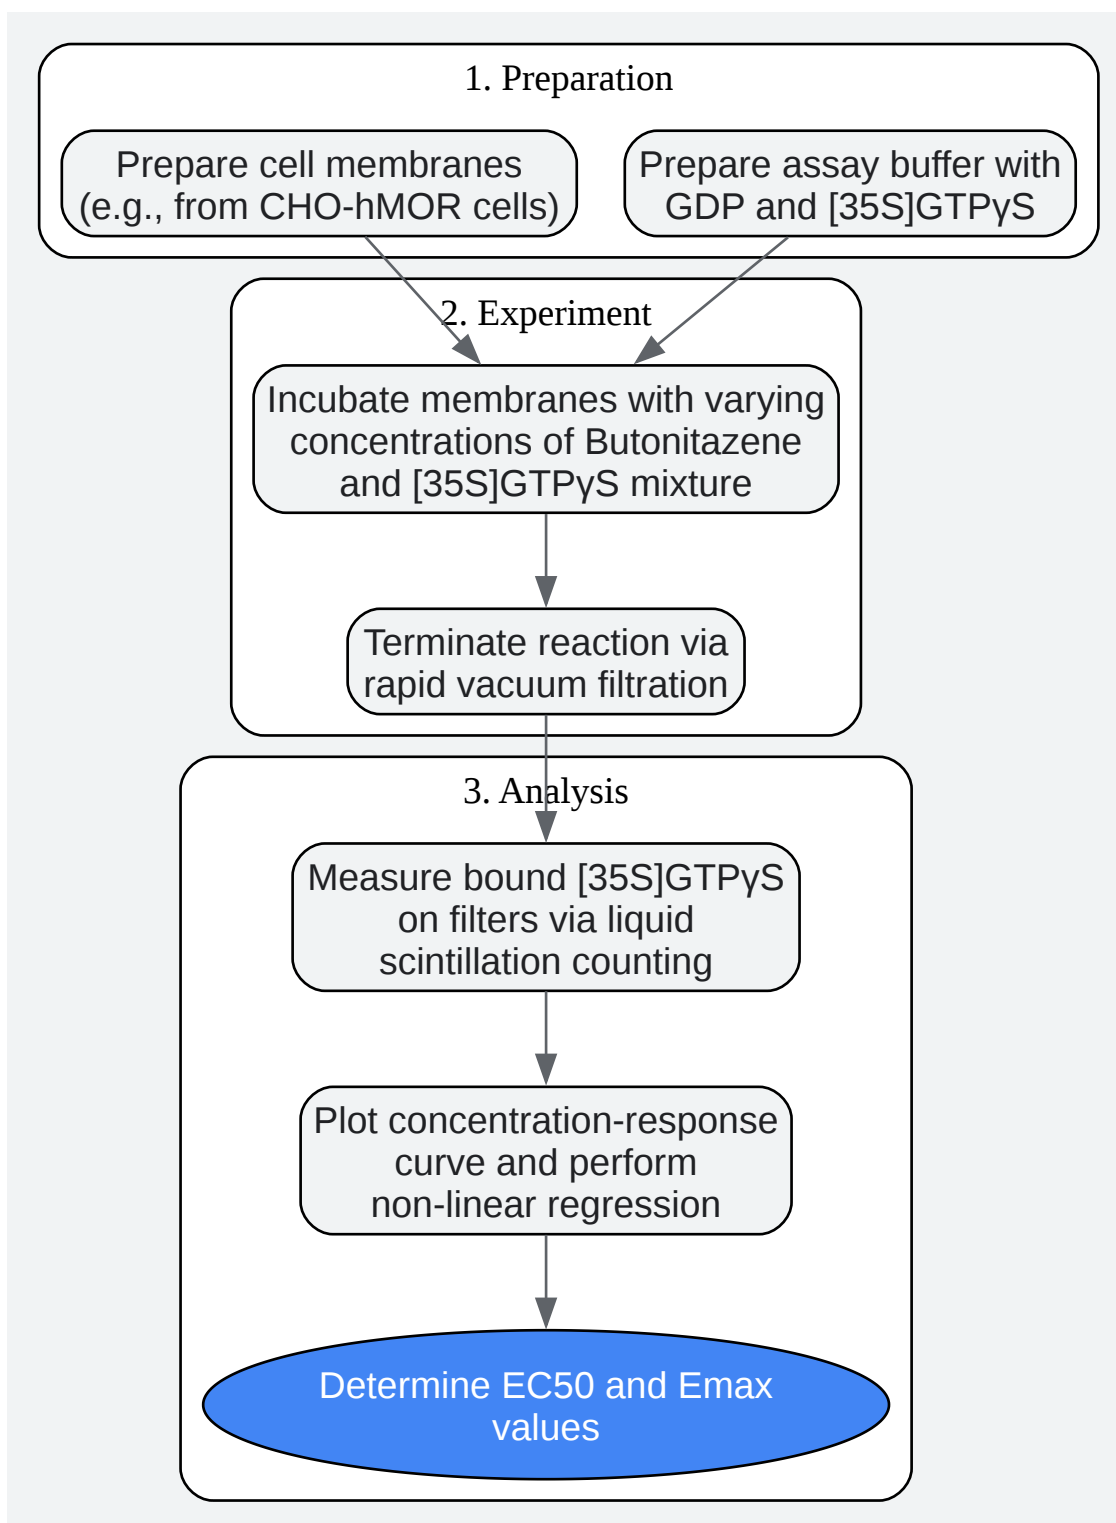 1. Preparation
Prepare cell membranes
(e.g., from CHO-hMOR cells)
Prepare assay buffer with
GDP and [35S]GTPγS
2. Experiment
Incubate membranes with varying
concentrations of Butonitazene
and [35S]GTPγS mixture
Terminate reaction via
rapid vacuum filtration
3. Analysis
Measure bound [35S]GTPγS
on filters via liquid
scintillation counting
Plot concentration-response
curve and perform
non-linear regression
Determine EC50 and Emax
values